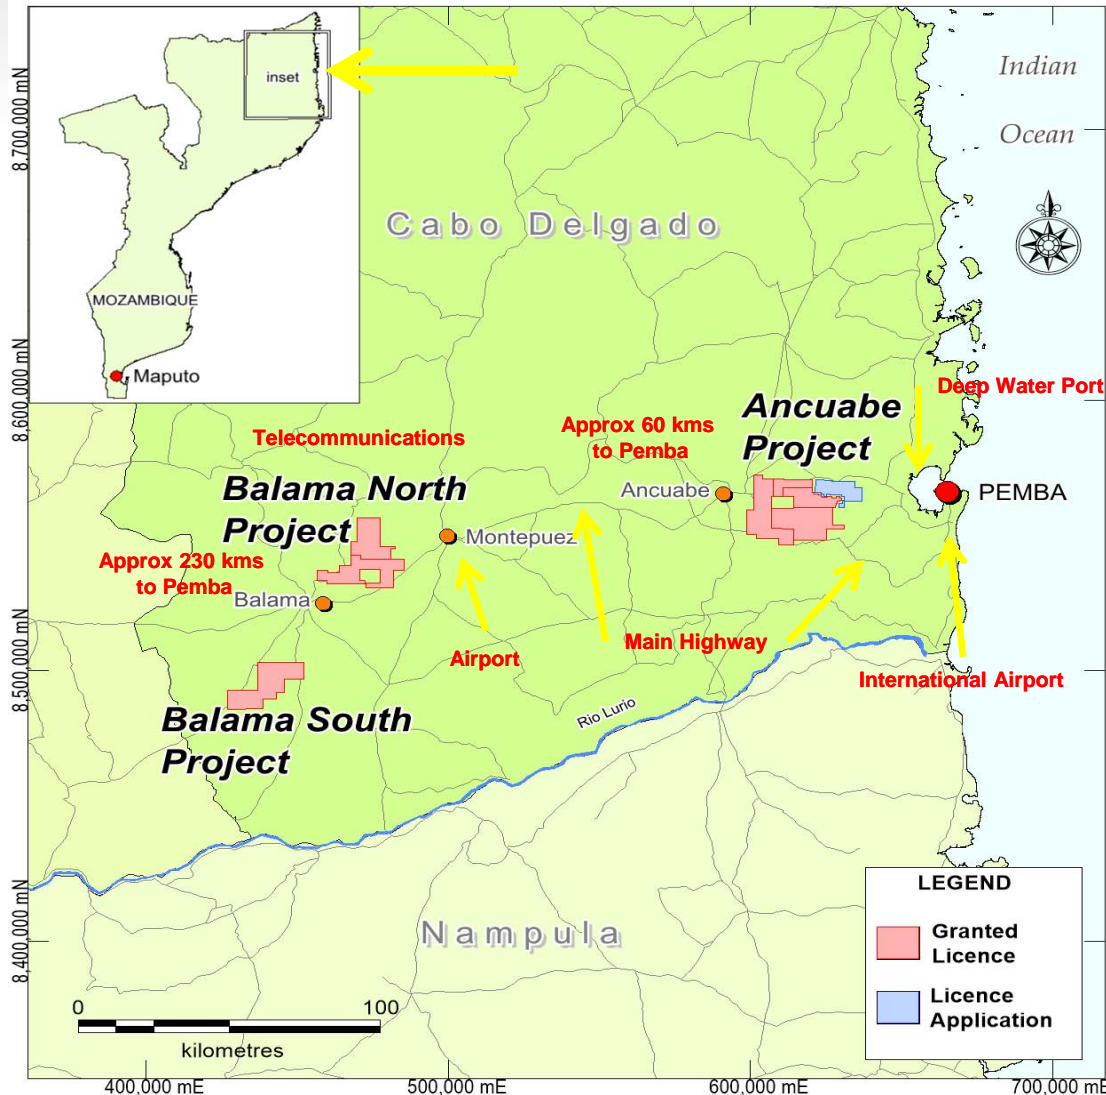 inset
MOZAMBIQUE
Maputo
Indian
Ocean
Cabo Delgado
8,700,000 mN
8,600,000 mN
8,500,000 mN
8,400,000 mN
Deep Water Port
Ancuabe
Project
Approx 60 kms
to Pemba
Telecommunications
Balama North
Project
Ancuabe
PEMBA
Montepuez
Approx 230 kms
to Pemba
Balama
Airport
Main Highway
International Airport
Balama South
Project
Rio Lurio
Nampula
LEGEND
Granted
Licence
Licence
Application
0 100
kilometres
400,000 mE 500,000 mE 600,000 mE 700,000 mE